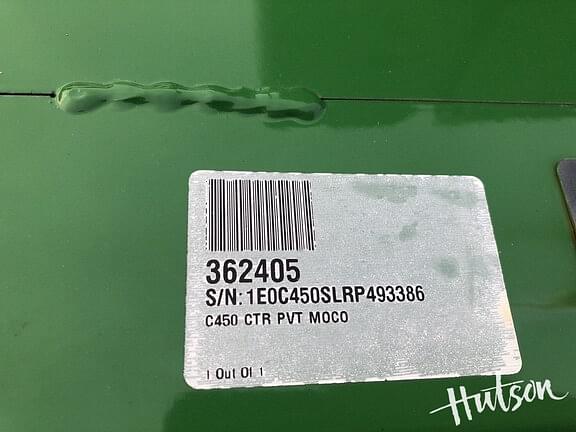 362405
S/N: 1E0C450SLRP493386
C450 CTR PVT MOCO
1 Out Of 1
Hutson